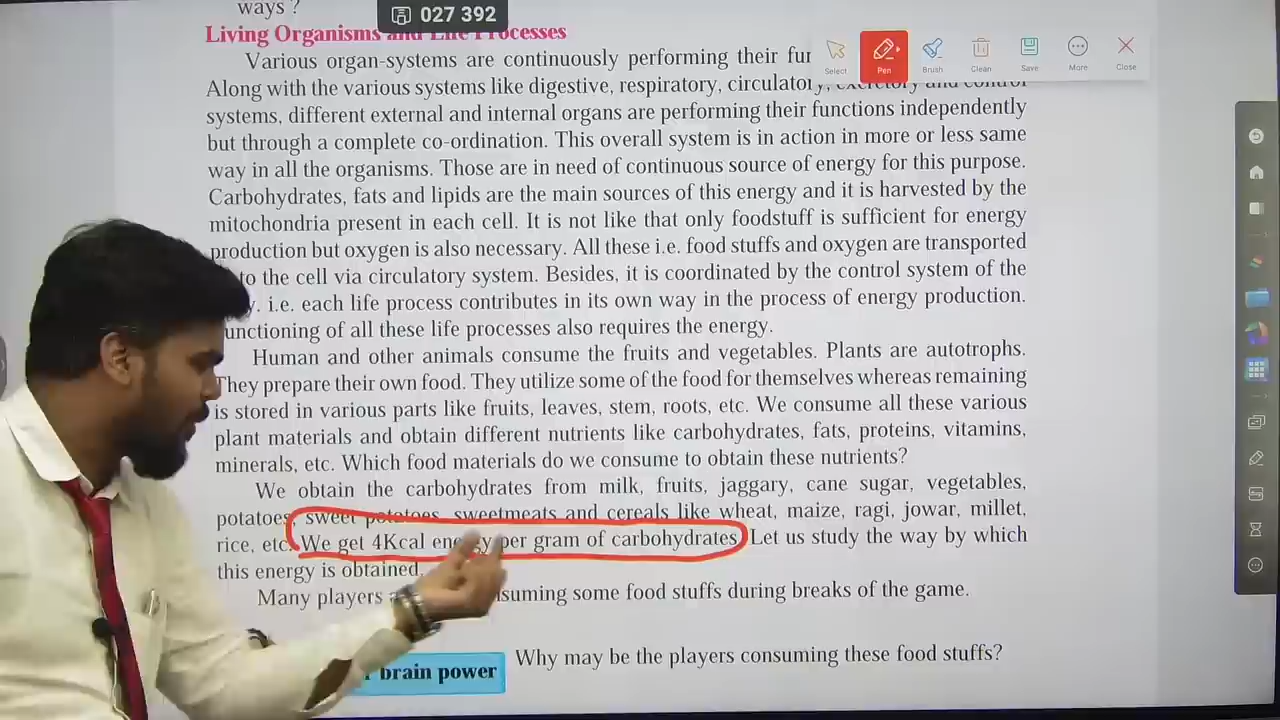 ways ?
027 392
Living Organisms and Life Processes
Various organ-systems are continuously performing their
Along with the various systems like digestive, respiratory, circulatory, excretory and control
systems, different external and internal organs are performing their functions independently
but through a complete co-ordination. This overall system is in action in more or less same
way in all the organisms. Those are in need of continuous source of energy for this purpose.
Carbohydrates, fats and lipids are the main sources of this energy and it is harvested by the
mitochondria present in each cell. It is not like that only foodstuff is sufficient for energy
production but oxygen is also necessary. All these i.e. food stuffs and oxygen are transported
to the cell via circulatory system. Besides, it is coordinated by the control system of the
i.e. each life process contributes in its own way in the process of energy production.
unctioning of all these life processes also requires the energy.
Human and other animals consume the fruits and vegetables. Plants are autotrophs.
They prepare their own food. They utilize some of the food for themselves whereas remaining
is stored in various parts like fruits, leaves, stem, roots, etc. We consume all these various
plant materials and obtain different nutrients like carbohydrates, fats, proteins, vitamins,
minerals, etc. Which food materials do we consume to obtain these nutrients?
We obtain the carbohydrates from milk, fruits, jaggary, cane sugar, vegetables,
potatoes, sweet potatoes, sweetmeats and cereals like wheat, maize, ragi, jowar, millet,
rice, etc. We get 4Kcal energy per gram of carbohydrates. Let us study the way by which
this energy is obtained.
Many players suming some food stuffs during breaks of the game.
brain power
Why may be the players consuming these food stuffs?
Select
Pen
Brush
Clean
Save
More
Close